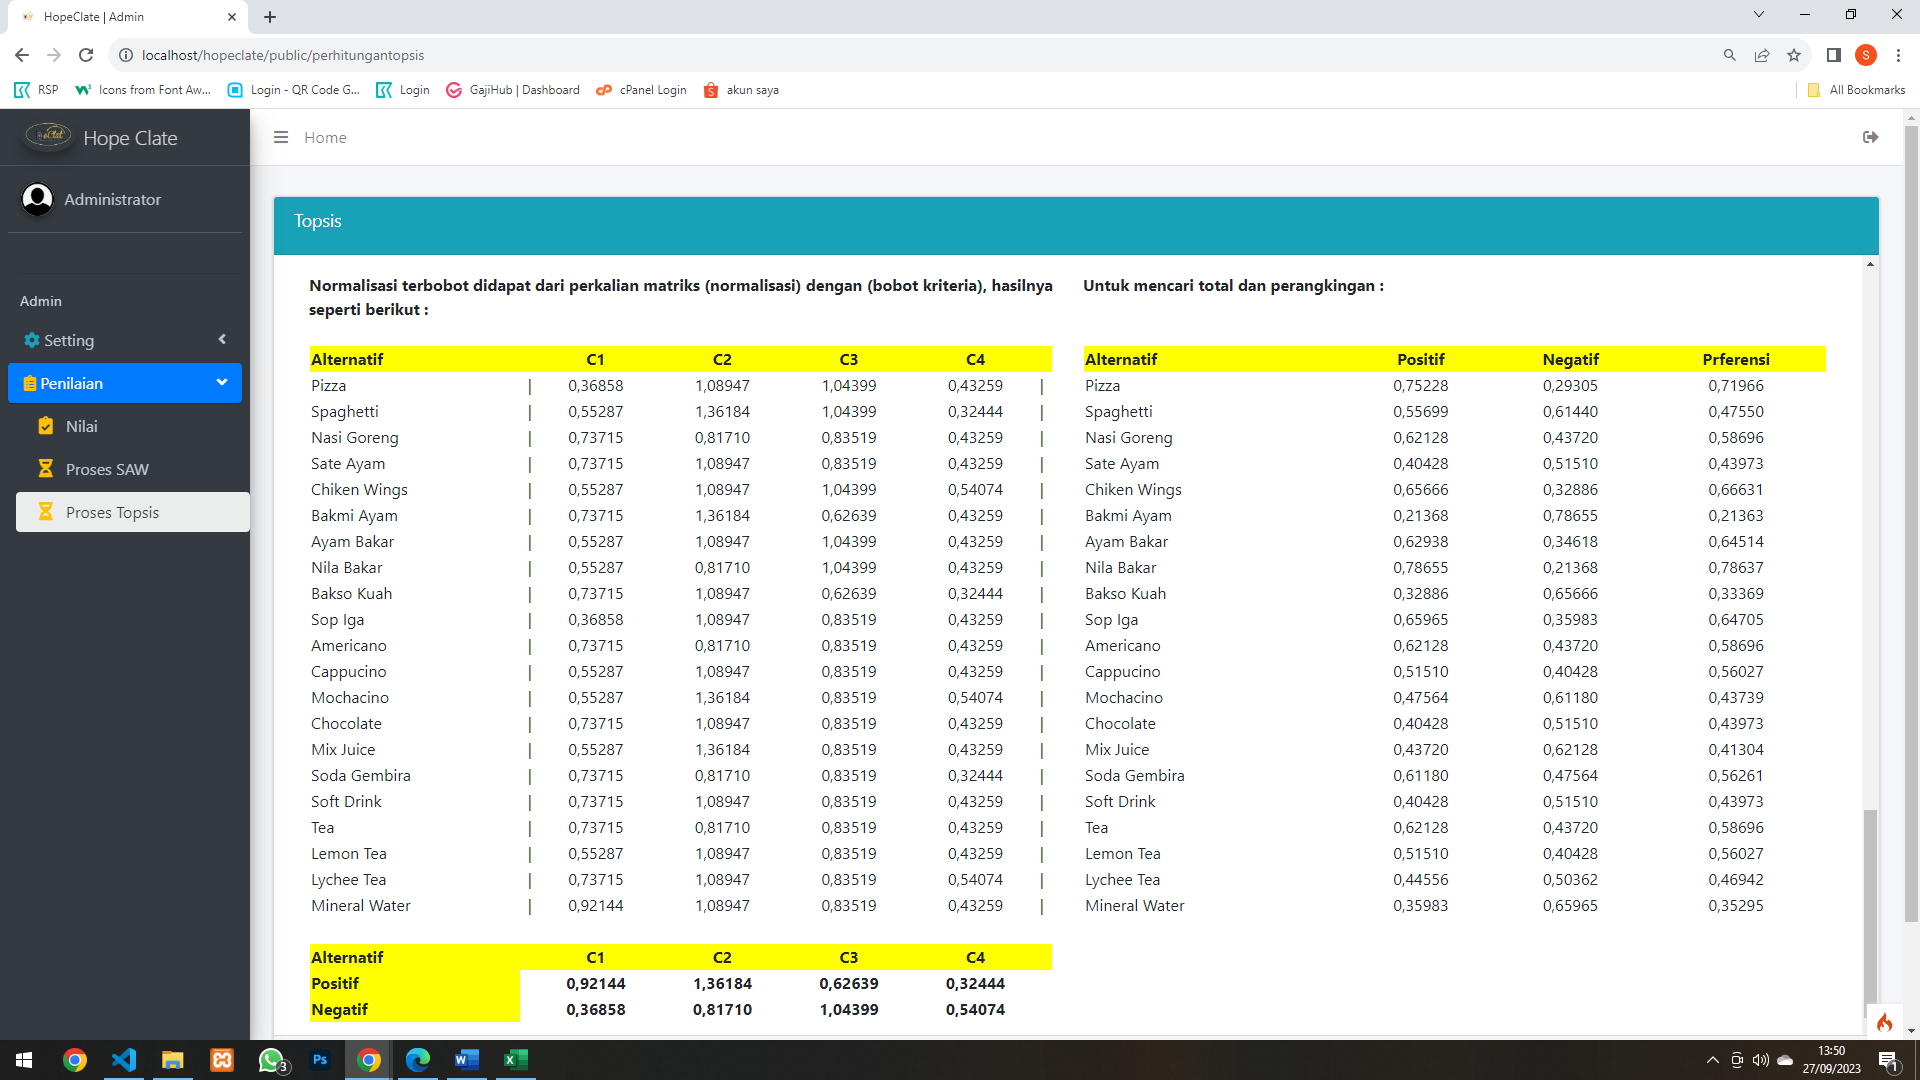 HopeClate | Admin
localhost/hopeclate/public/perhitungantopsis
S
RSP
Icons from Font Aw...
Login - QR Code G...
Login
GajiHub | Dashboard
cPanel Login
akun saya
All Bookmarks
Hope Clate
Home
Administrator
Admin
Setting
Penilaian
Nilai
Proses SAW
Proses Topsis
Topsis
Normalisasi terbobot didapat dari perkalian matriks (normalisasi) dengan (bobot kriteria), hasilnya
seperti berikut :
Alternatif C1 C2 C3 C4
Pizza | 0,36858 1,08947 1,04399 0,43259 |
Spaghetti | 0,55287 1,36184 1,04399 0,32444 |
Nasi Goreng | 0,73715 0,81710 0,83519 0,43259 |
Sate Ayam | 0,73715 1,08947 0,83519 0,43259 |
Chiken Wings | 0,55287 1,08947 1,04399 0,54074 |
Bakmi Ayam | 0,73715 1,36184 0,62639 0,43259 |
Ayam Bakar | 0,55287 1,08947 1,04399 0,43259 |
Nila Bakar | 0,55287 0,81710 1,04399 0,43259 |
Bakso Kuah | 0,73715 1,08947 0,62639 0,32444 |
Sop Iga | 0,36858 1,08947 0,83519 0,43259 |
Americano | 0,73715 0,81710 0,83519 0,43259 |
Cappucino | 0,55287 1,08947 0,83519 0,43259 |
Mochacino | 0,55287 1,36184 0,83519 0,54074 |
Chocolate | 0,73715 1,08947 0,83519 0,43259 |
Mix Juice | 0,55287 1,36184 0,83519 0,43259 |
Soda Gembira | 0,73715 0,81710 0,83519 0,32444 |
Soft Drink | 0,73715 1,08947 0,83519 0,43259 |
Tea | 0,73715 0,81710 0,83519 0,43259 |
Lemon Tea | 0,55287 1,08947 0,83519 0,43259 |
Lychee Tea | 0,73715 1,08947 0,83519 0,54074 |
Mineral Water | 0,92144 1,08947 0,83519 0,43259 |
Alternatif C1 C2 C3 C4
Positif 0,92144 1,36184 0,62639 0,32444
Negatif 0,36858 0,81710 1,04399 0,54074
Untuk mencari total dan perangkingan :
Alternatif Positif Negatif Prferensi
Pizza 0,75228 0,29305 0,71966
Spaghetti 0,55699 0,61440 0,47550
Nasi Goreng 0,62128 0,43720 0,58696
Sate Ayam 0,40428 0,51510 0,43973
Chiken Wings 0,65666 0,32886 0,66631
Bakmi Ayam 0,21368 0,78655 0,21363
Ayam Bakar 0,62938 0,34618 0,64514
Nila Bakar 0,78655 0,21368 0,78637
Bakso Kuah 0,32886 0,65666 0,33369
Sop Iga 0,65965 0,35983 0,64705
Americano 0,62128 0,43720 0,58696
Cappucino 0,51510 0,40428 0,56027
Mochacino 0,47564 0,61180 0,43739
Chocolate 0,40428 0,51510 0,43973
Mix Juice 0,43720 0,62128 0,41304
Soda Gembira 0,61180 0,47564 0,56261
Soft Drink 0,40428 0,51510 0,43973
Tea 0,62128 0,43720 0,58696
Lemon Tea 0,51510 0,40428 0,56027
Lychee Tea 0,44556 0,50362 0,46942
Mineral Water 0,35983 0,65965 0,35295
3
Ps
13:50
27/09/2023
1